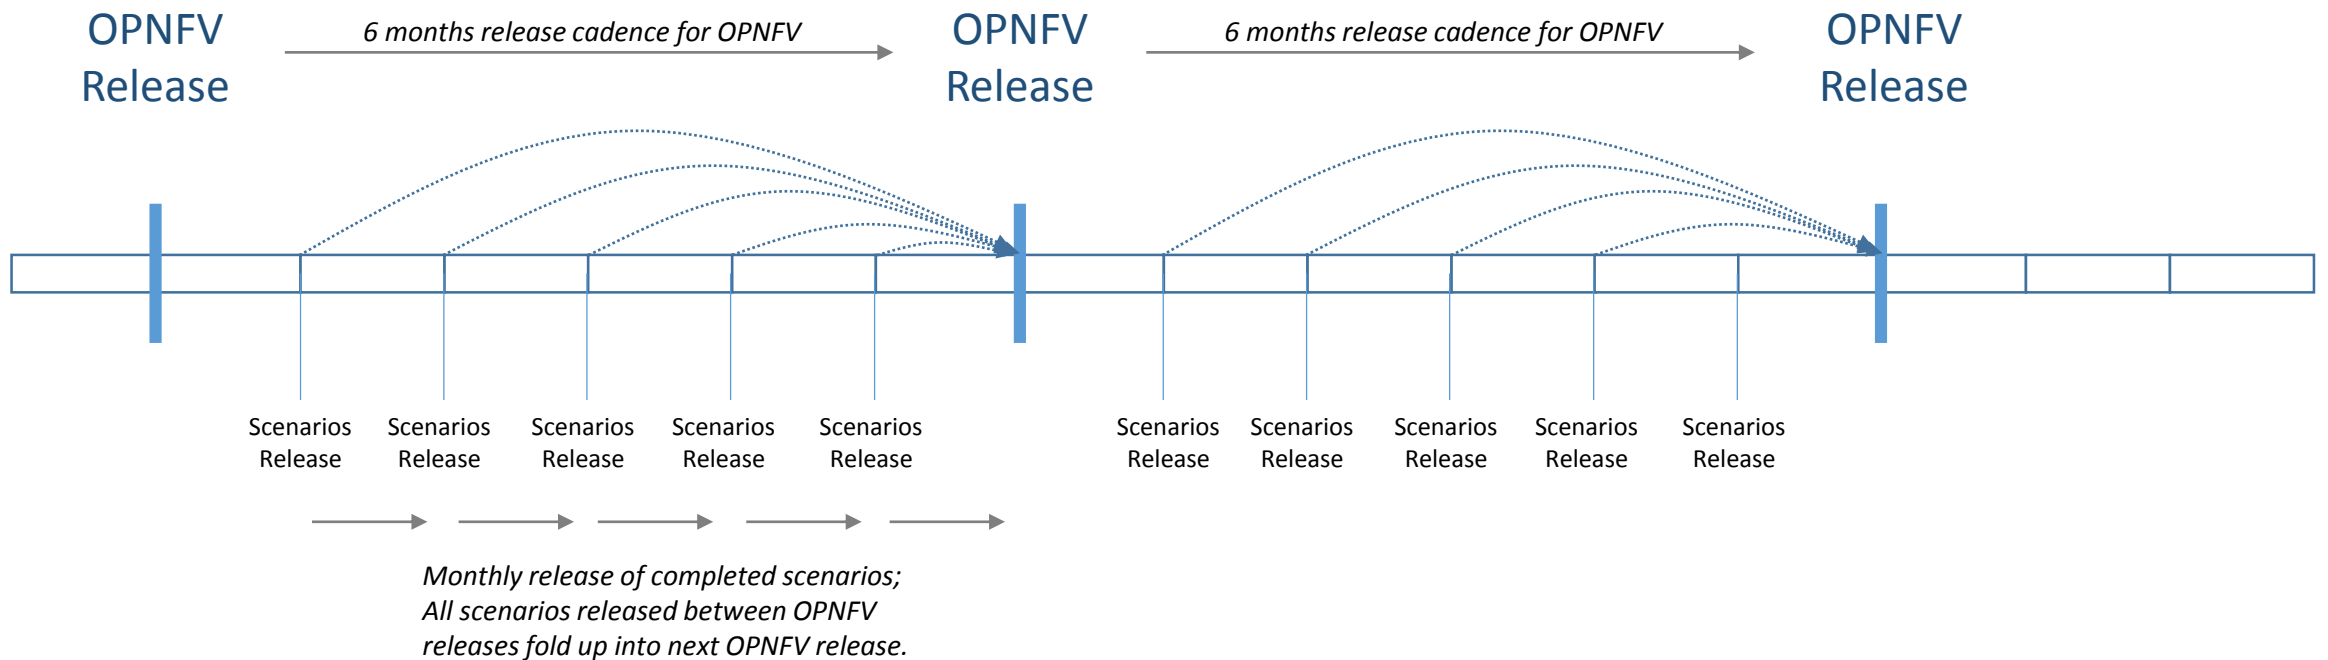 OPNFV
Release
6 months release cadence for OPNFV
OPNFV
Release
6 months release cadence for OPNFV
OPNFV
Release
Scenarios
Release
Scenarios
Release
Scenarios
Release
Scenarios
Release
Scenarios
Release
Scenarios
Release
Scenarios
Release
Scenarios
Release
Scenarios
Release
Scenarios
Release
Monthly release of completed scenarios;
All scenarios released between OPNFV
releases fold up into next OPNFV release.